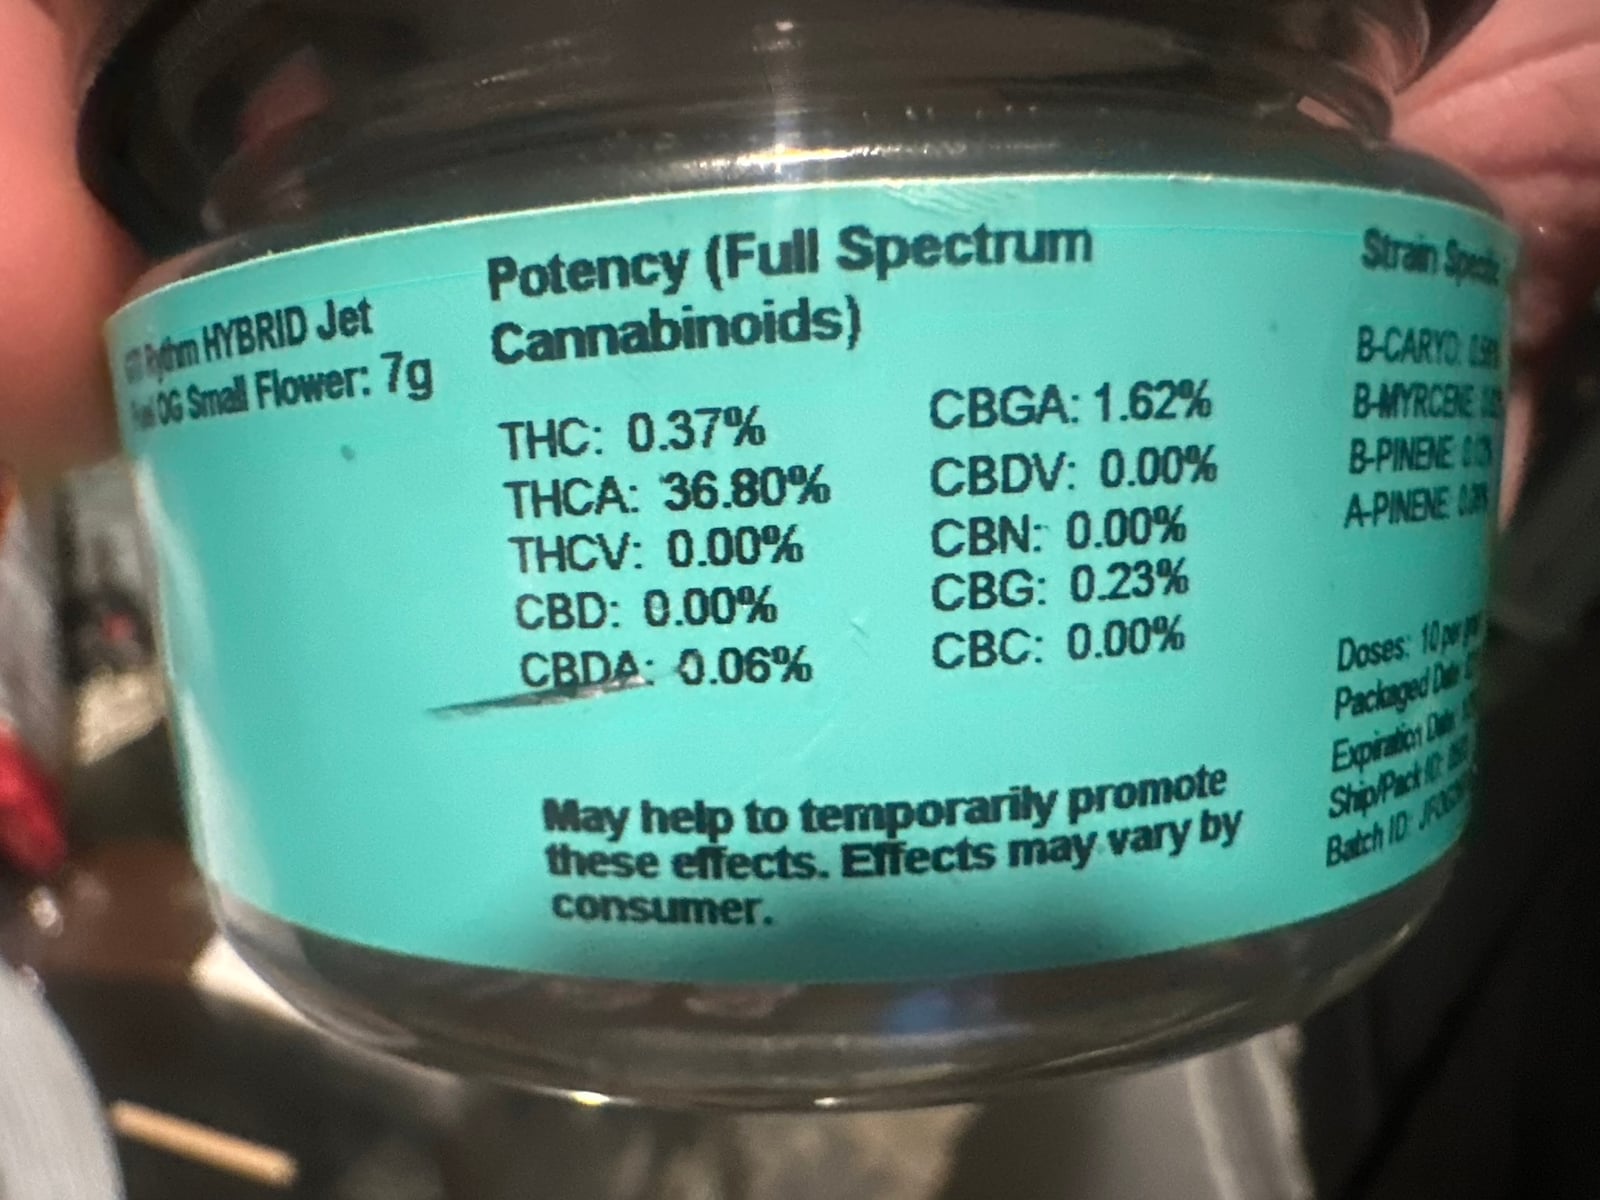 Rythm HYBRID Jet
OG Small Flower: 7g
Potency (Full Spectrum
Cannabinoids)
THC: 0.37%
THCA: 36.80%
THCV: 0.00%
CBD: 0.00%
CBDA: 0.06%
CBGA: 1.62%
CBDV: 0.00%
CBN: 0.00%
CBG: 0.23%
CBC: 0.00%
May help to temporarily promote
these effects. Effects may vary by
consumer.
Strain
B-CARYO:
B-MYRCENE
B-PINENE
A-PINENE
Doses: 10 per
Packaged Date
Expiration
Ship/Pack ID:
Batch ID: